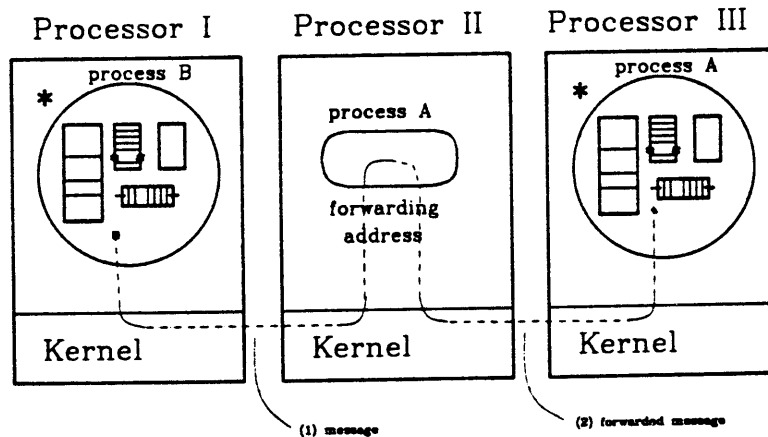 Processor I
Processor II
Processor III
process B
process A
*
*
process A
forwarding
address
Kernel
Kernel
Kernel
(1) message
(2) forwarded message